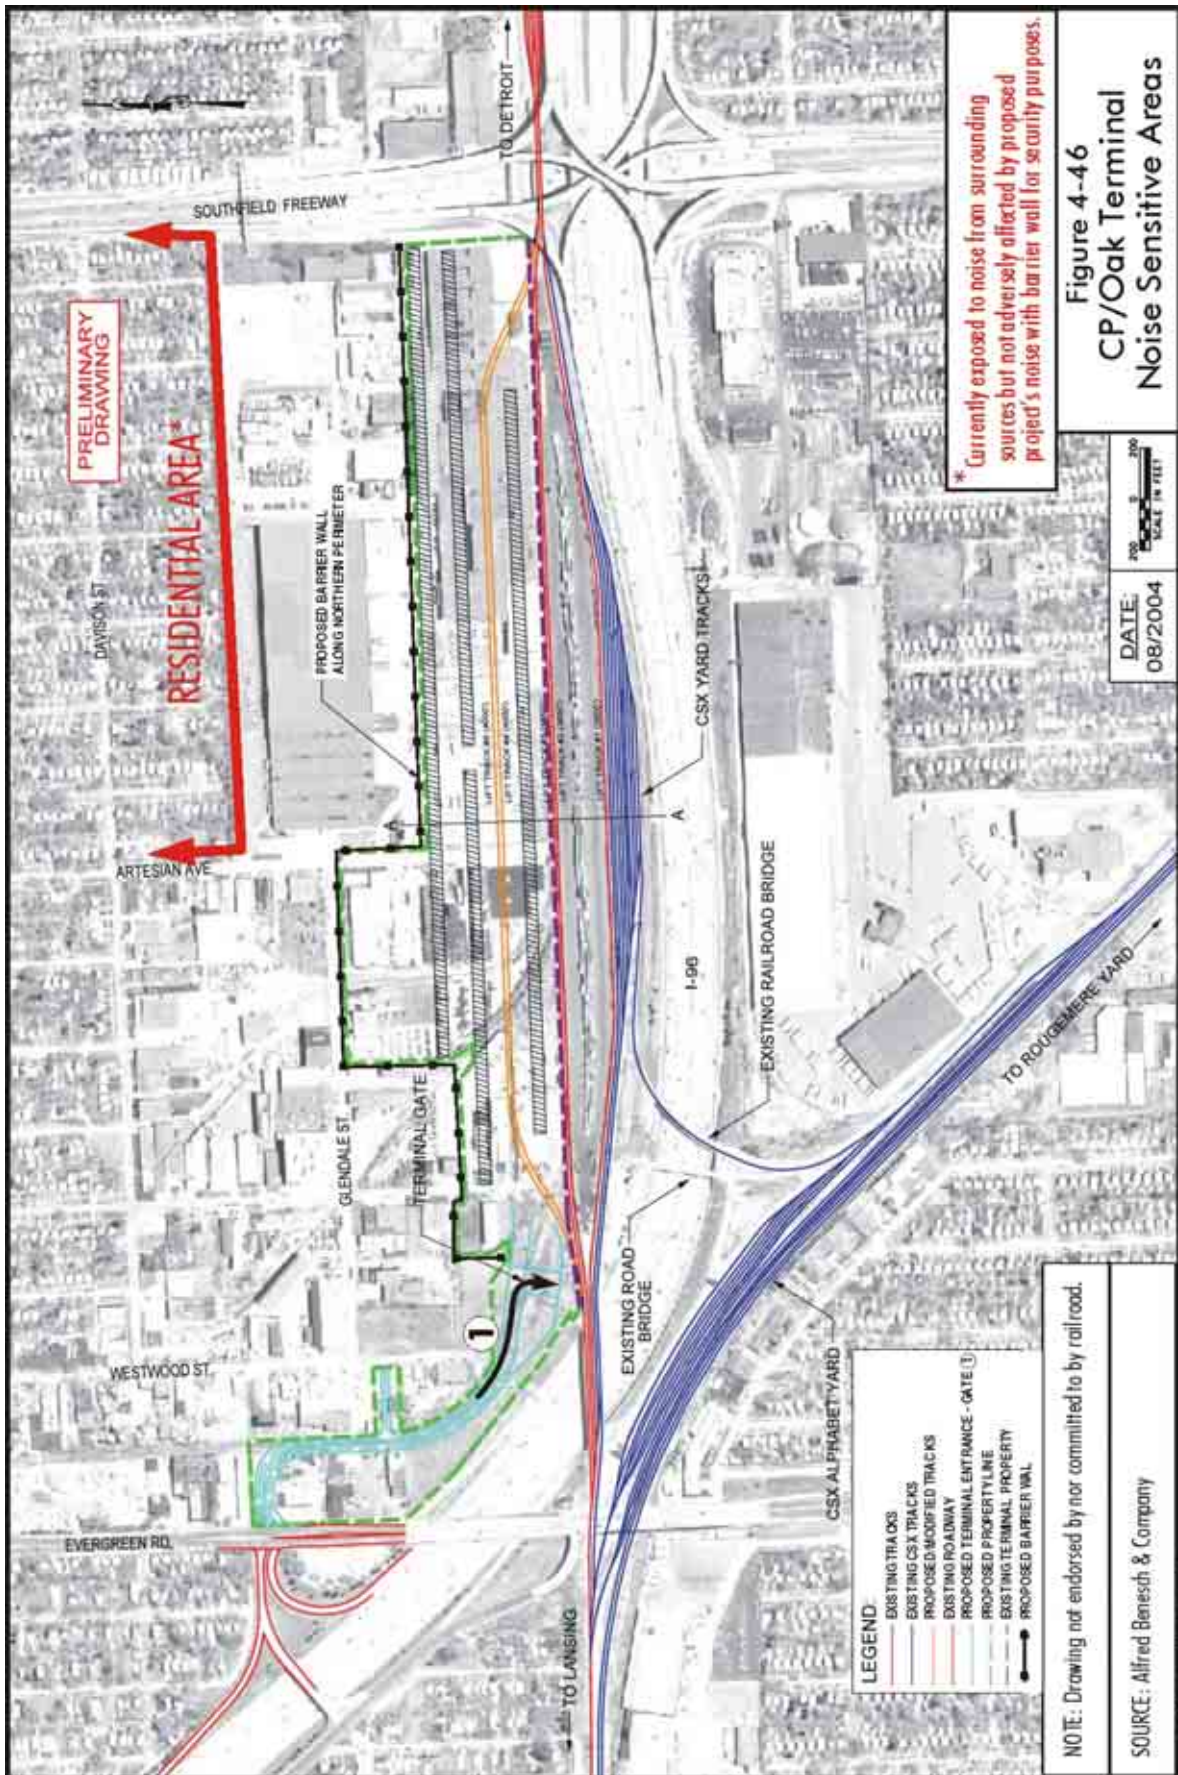 PRELIMINARY
DRAWING
RESIDENTIAL AREA*
SOUTHFIELD FREEWAY
TO DETROIT
DAVISON ST
ARTESIAN AVE
PROPOSED BARRIER WALL
ALONG NORTHERN PERIMETER
GLENDALE ST
TERMINAL GATE
WESTWOOD ST.
EVERGREEN RD.
1
A
A
CSX YARD TRACKS
I-96
EXISTING RAILROAD BRIDGE
TO ROUGEMERE YARD
EXISTING ROAD
BRIDGE
CSX ALPHABET YARD
TO LANSING
LEGEND
EXISTING TRACKS
EXISTING CSX TRACKS
PROPOSED/MODIFIED TRACKS
EXISTING ROADWAY
PROPOSED TERMINAL ENTRANCE - GATE 1
PROPOSED PROPERTY LINE
EXISTING TERMINAL PROPERTY
PROPOSED BARRIER WAL
NOTE: Drawing not endorsed by nor committed to by railroad.
SOURCE: Alfred Benesch & Company
* Currently exposed to noise from surrounding
sources but not adversely affected by proposed
project's noise with barrier wall for security purposes.
Figure 4-46
CP/Oak Terminal
Noise Sensitive Areas
DATE:
08/2004
200 0 200
SCALE IN FEET